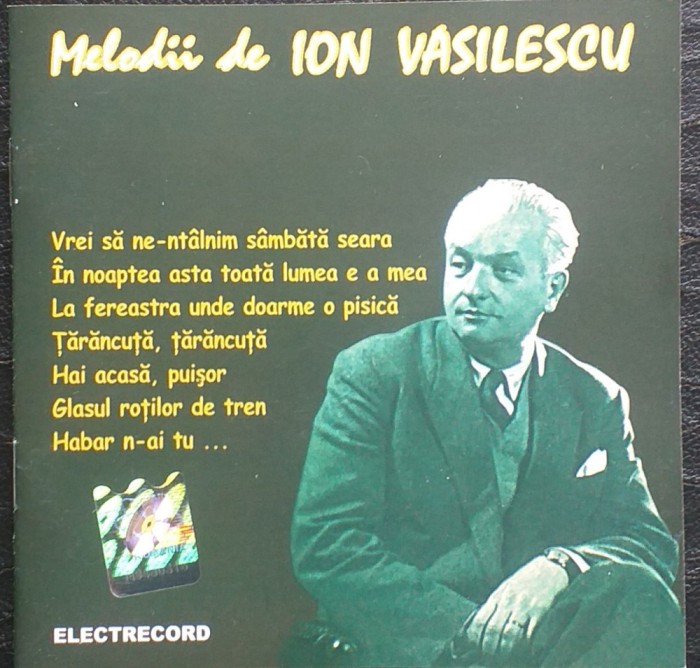 Melodii de ION VASILESCU
Vrei să ne-ntâlnim sâmbătă seara
În noaptea asta toată lumea e a mea
La fereastra unde doarme o pisică
Țărăncuță, țărăncuță
Hai acasă, puișor
Glasul roților de tren
Habar n-ai tu ...
ELECTRECORD